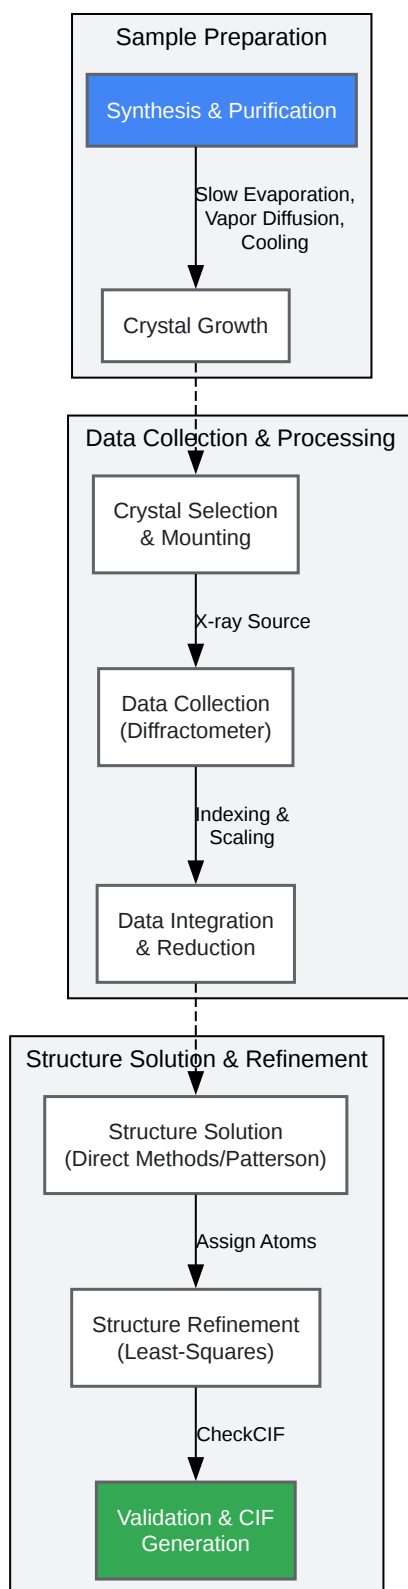 Sample Preparation
Synthesis & Purification
Slow Evaporation,
Vapor Diffusion,
Cooling
Crystal Growth
Data Collection & Processing
Crystal Selection
& Mounting
X-ray Source
Data Collection
(Diffractometer)
Indexing &
Scaling
Data Integration
& Reduction
Structure Solution & Refinement
Structure Solution
(Direct Methods/Patterson)
Assign Atoms
Structure Refinement
(Least-Squares)
CheckCIF
Validation & CIF
Generation